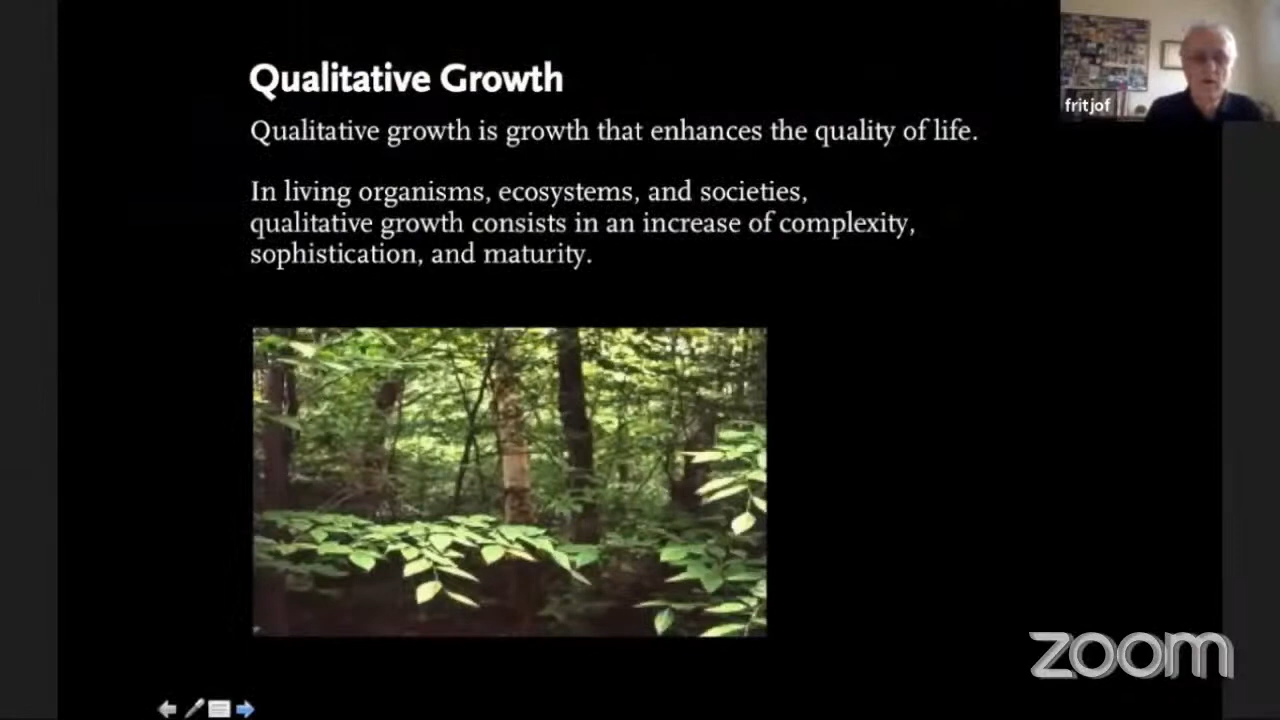 Qualitative Growth
Qualitative growth is growth that enhances the quality of life.
In living organisms, ecosystems, and societies,
qualitative growth consists in an increase of complexity,
sophistication, and maturity.
fritjof
zoom